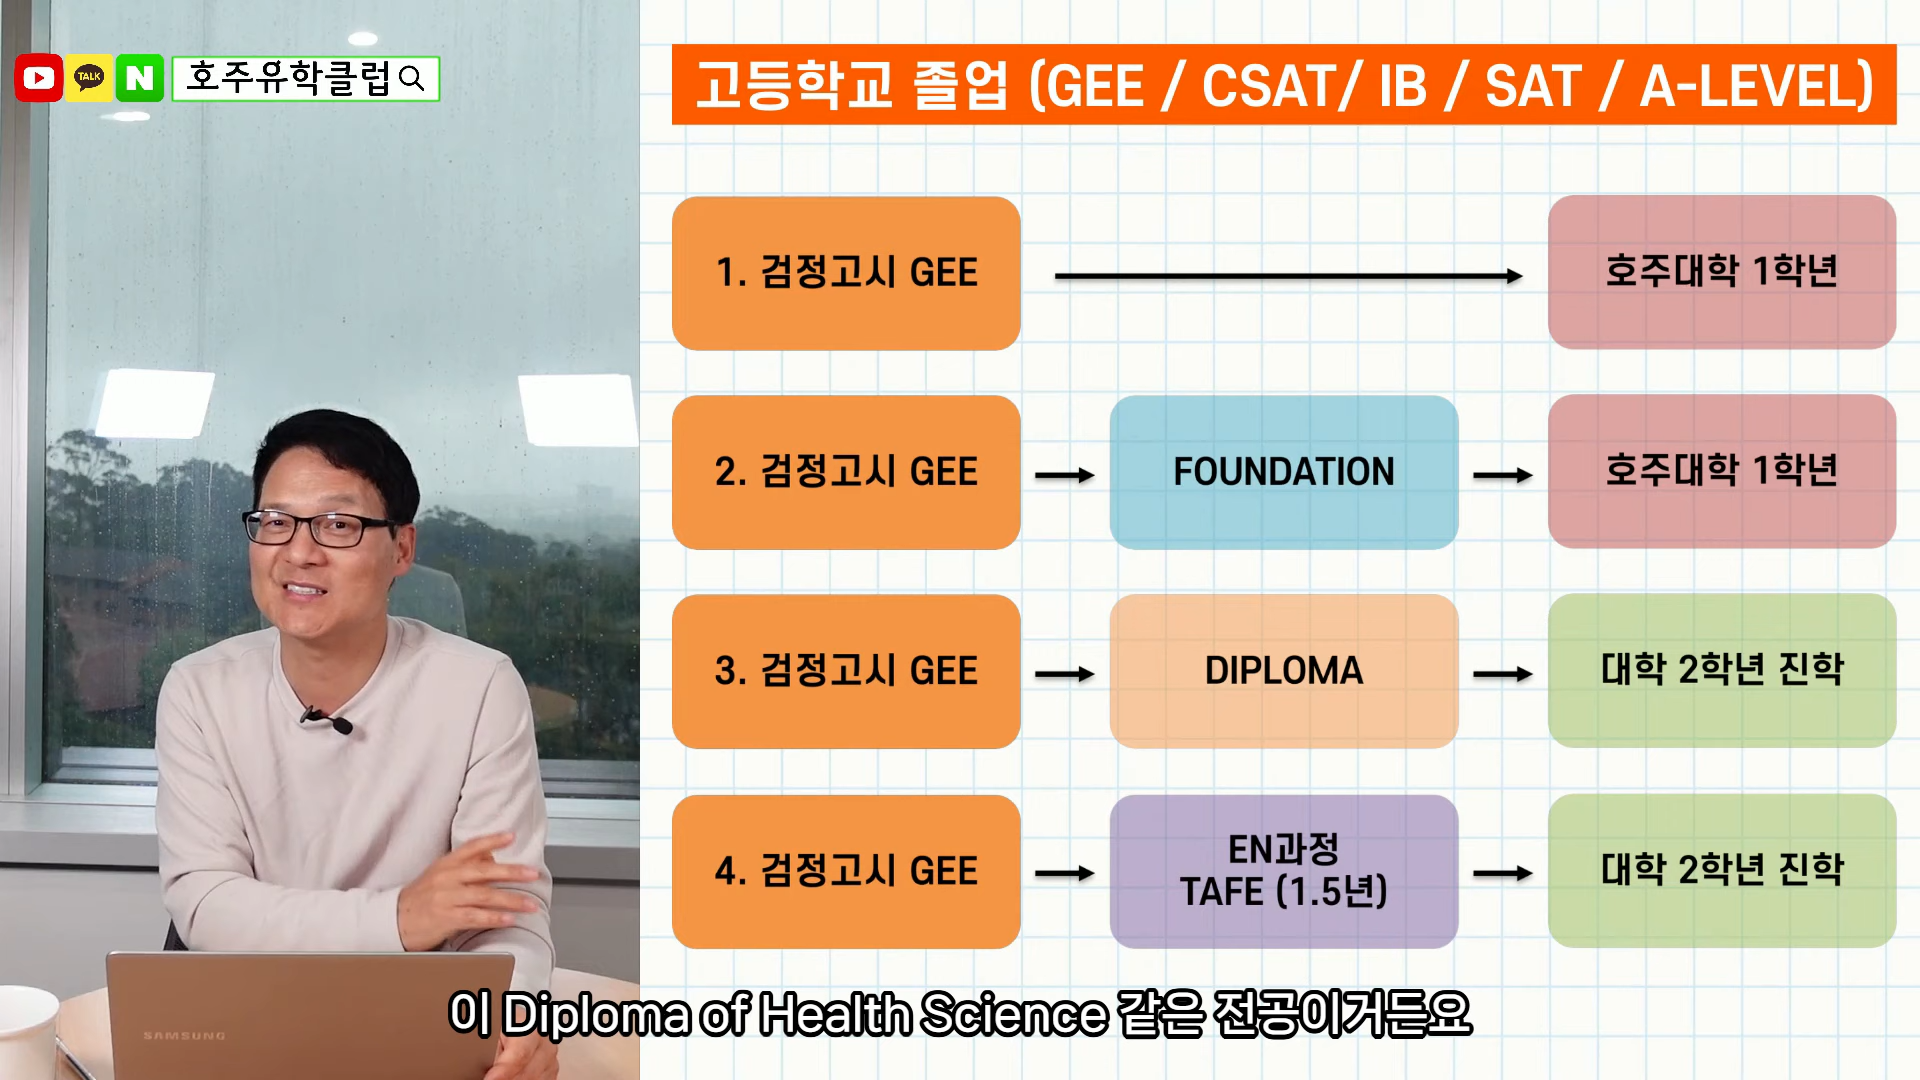 TALK
N
호주유학클럽
고등학교 졸업 (GEE / CSAT/ IB / SAT / A-LEVEL)
1. 검정고시 GEE
호주대학 1학년
2. 검정고시 GEE
FOUNDATION
호주대학 1학년
3. 검정고시 GEE
DIPLOMA
대학 2학년 진학
4. 검정고시 GEE
EN과정
TAFE (1.5년)
대학 2학년 진학
SAMSUNG
이 Diploma of Health Science 같은 전공이거든요